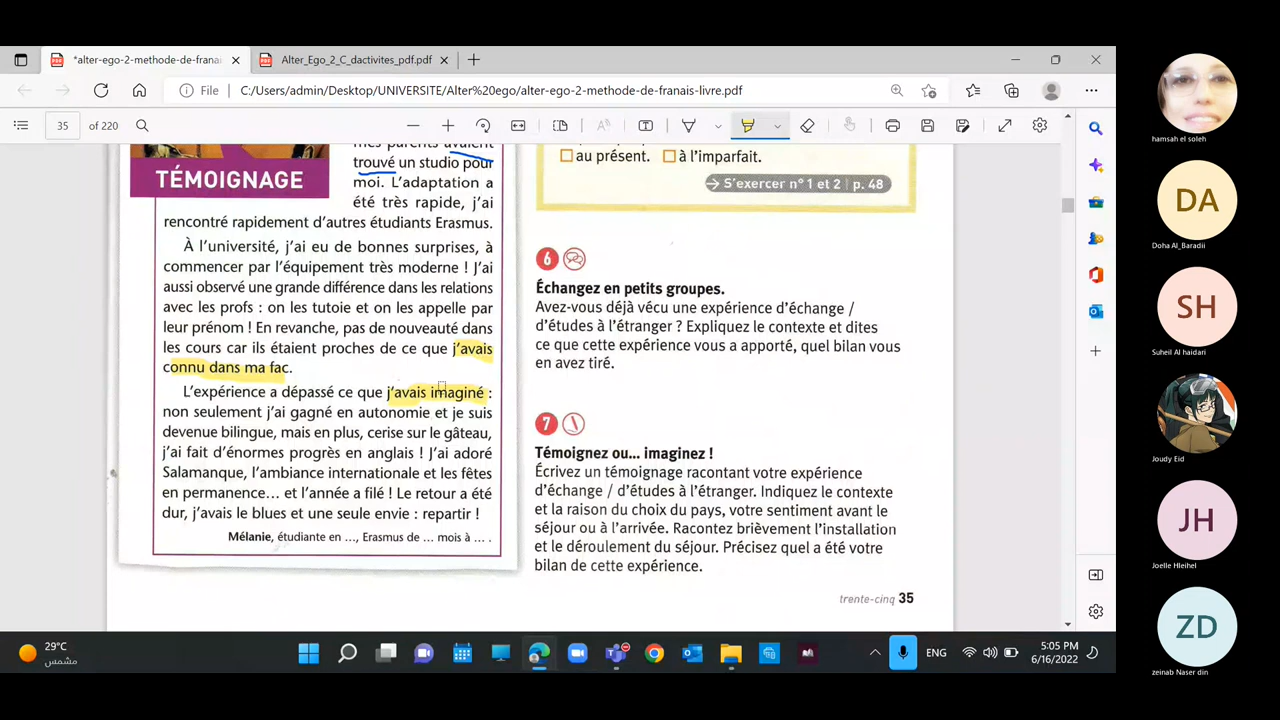 *alter-ego-2-methode-de-franai
Alter_Ego_2_C_dactivites_pdf.pdf
File
C:/Users/admin/Desktop/UNIVERSITE/Alter%20ego/alter-ego-2-methode-de-franais-livre.pdf
35
of 220
mes parents avaient
trouvé un studio pour
moi. L'adaptation a
été très rapide, j'ai
rencontré rapidement d'autres étudiants Erasmus.
TÉMOIGNAGE
À l'université, j'ai eu de bonnes surprises, à
commencer par l'équipement très moderne ! J'ai
aussi observé une grande différence dans les relations
avec les profs : on les tutoie et on les appelle par
leur prénom ! En revanche, pas de nouveauté dans
les cours car ils étaient proches de ce que j'avais
connu dans ma fac.
L'expérience a dépassé ce que j'avais imaginé :
non seulement j'ai gagné en autonomie et je suis
devenue bilingue, mais en plus, cerise sur le gâteau,
j'ai fait d'énormes progrès en anglais ! J'ai adoré
Salamanque, l'ambiance internationale et les fêtes
en permanence... et l'année a filé ! Le retour a été
dur, j'avais le blues et une seule envie : repartir !
Mélanie, étudiante en ..., Erasmus de ... mois à ... .
au présent. à l'imparfait.
→ S'exercer n° 1 et 2 | p. 48
6
Échangez en petits groupes.
Avez-vous déjà vécu une expérience d'échange /
d'études à l'étranger ? Expliquez le contexte et dites
ce que cette expérience vous a apporté, quel bilan vous
en avez tiré.
7
Témoignez ou... imaginez !
Écrivez un témoignage racontant votre expérience
d'échange / d'études à l'étranger. Indiquez le contexte
et la raison du choix du pays, votre sentiment avant le
séjour ou à l'arrivée. Racontez brièvement l'installation
et le déroulement du séjour. Précisez quel a été votre
bilan de cette expérience.
trente-cinq 35
29°C
مشمس
ENG
5:05 PM
6/16/2022
hamsah el soleh
DA
Doha Al_Baradii
SH
Suheil Al haidari
Joudy Eid
JH
Joelle Hleihel
ZD
zeinab Naser din